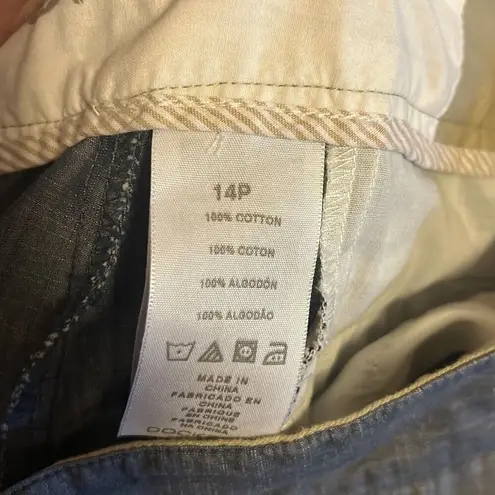 14P
100% COTTON
100% COTON
100% ALGODÓN
100% ALGODÃO
MADE IN
CHINA
FABRICADO EN
CHINA
FABRIQUE
EN CHINE
FABRICADO
NA CHINA